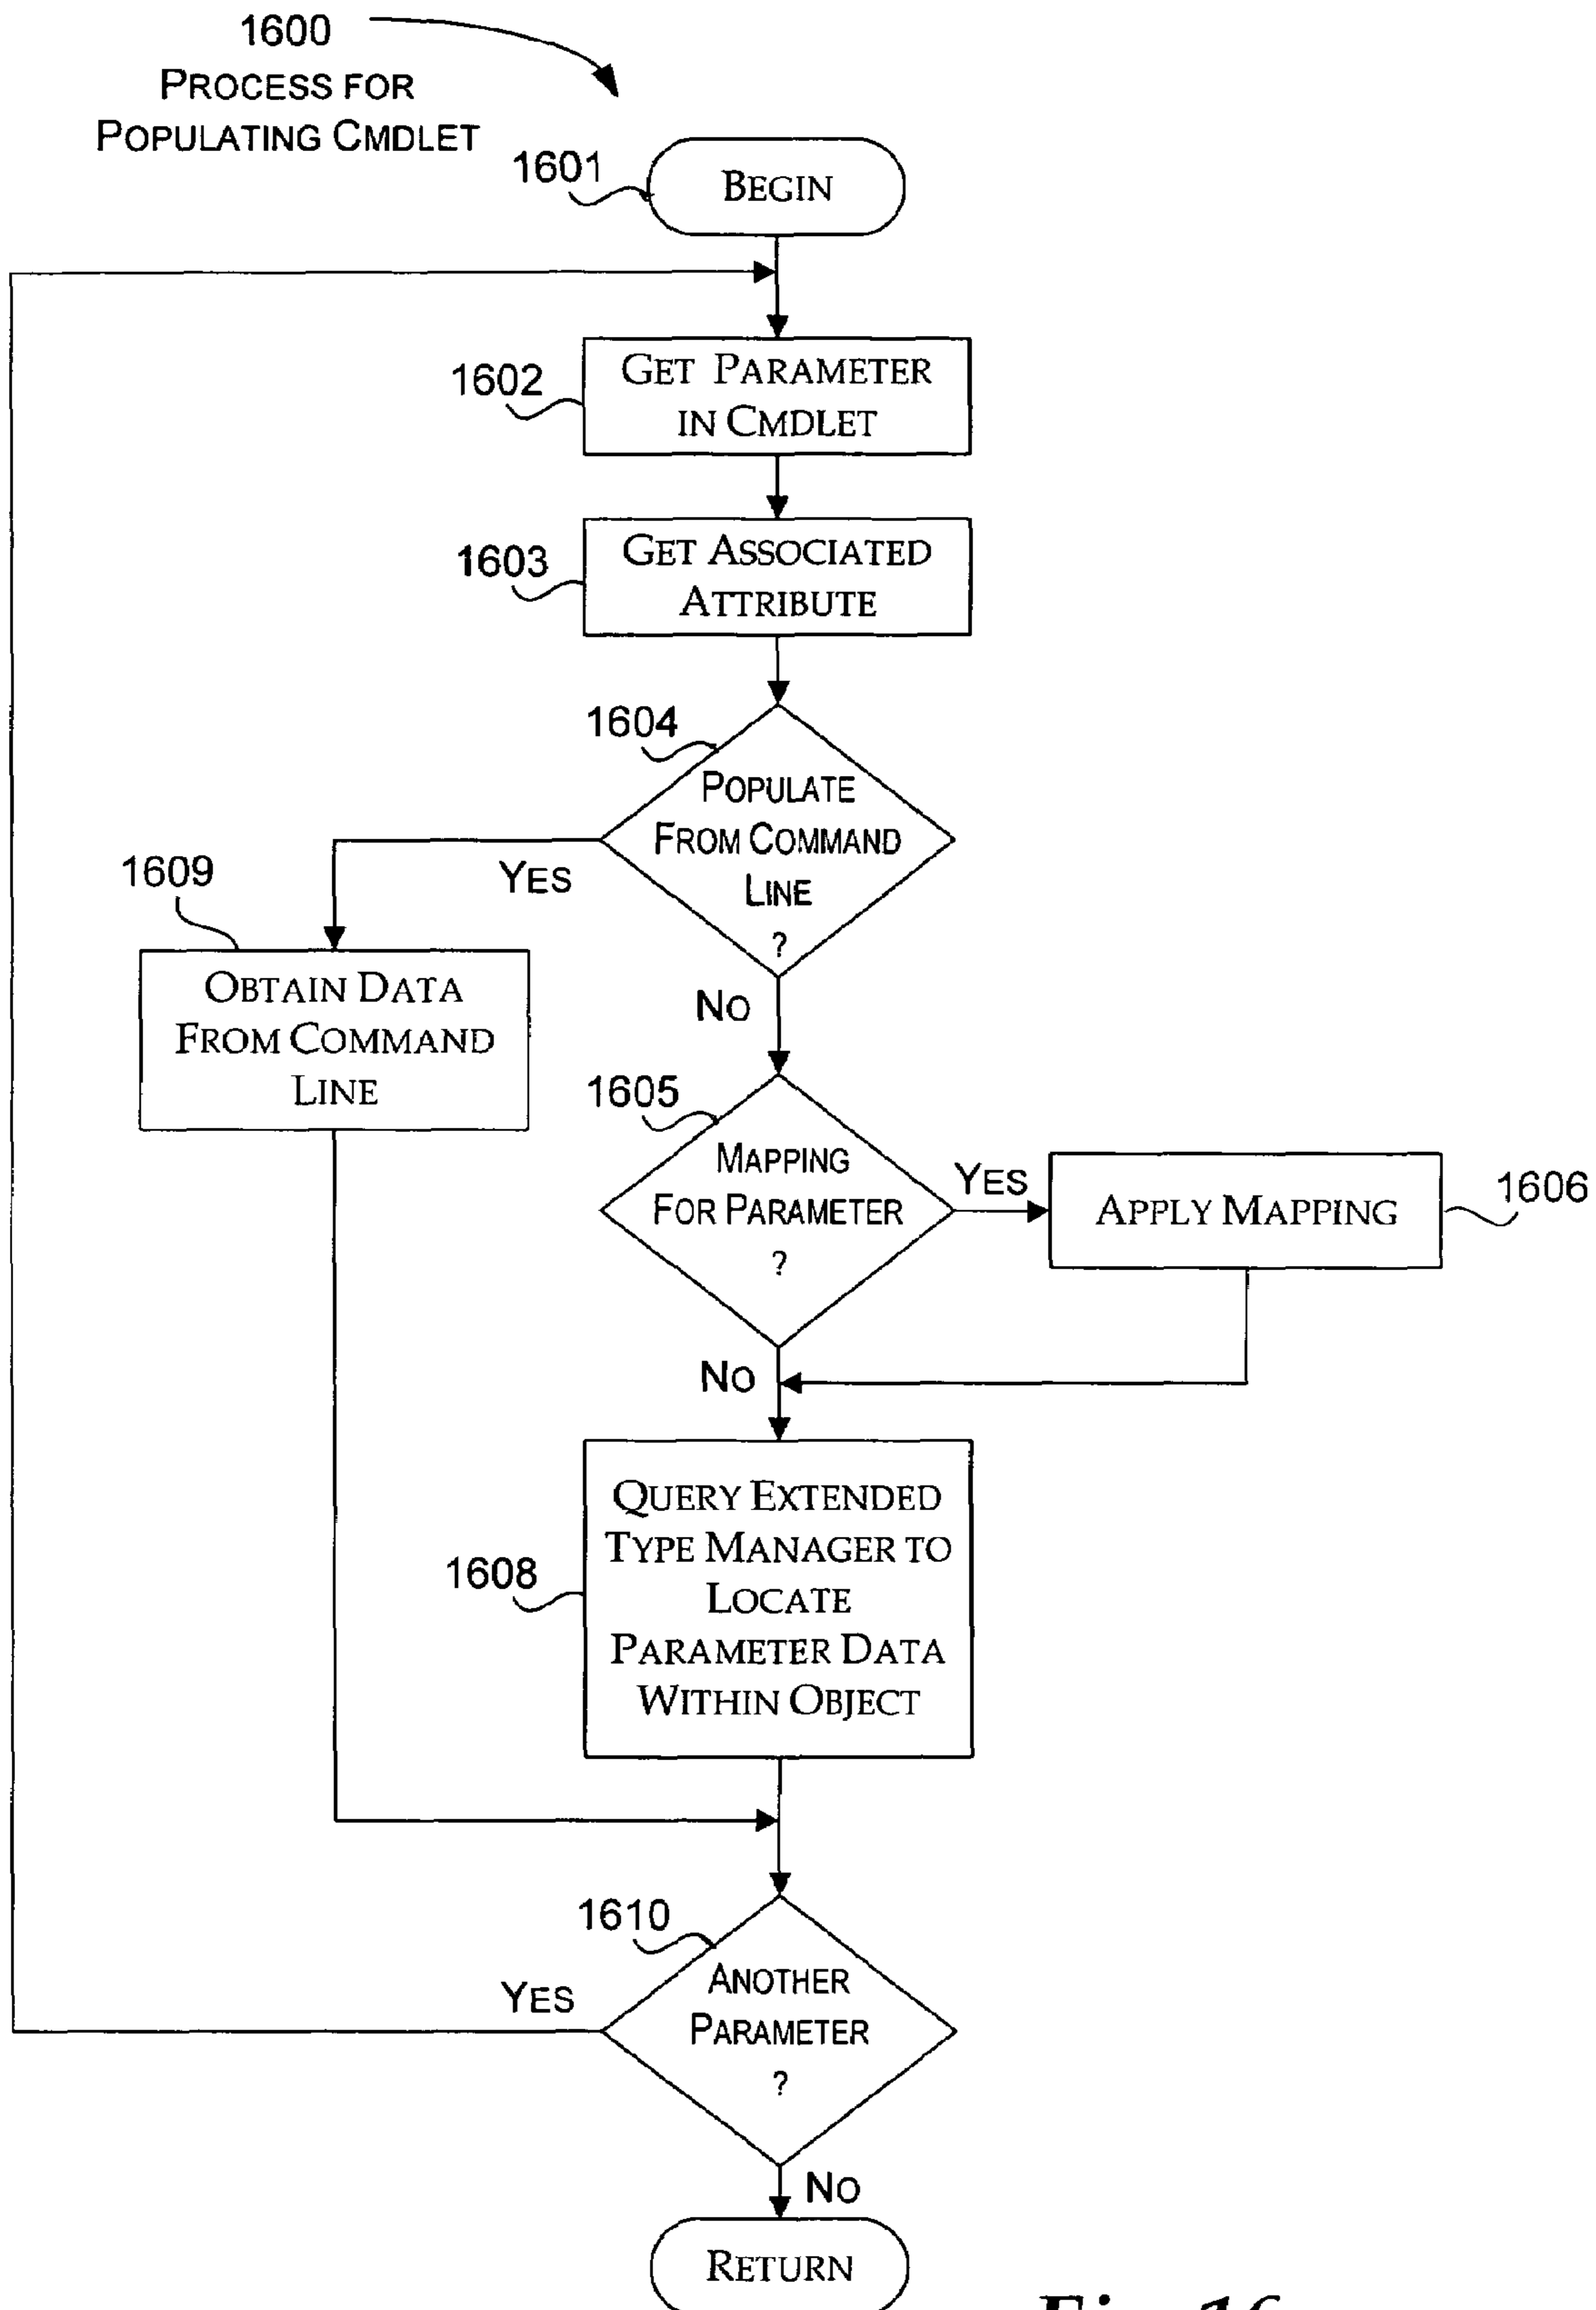 1600
PROCESS FOR
POPULATING CMDLET
1601
BEGIN
1602
GET PARAMETER
IN CMDLET
1603
GET ASSOCIATED
ATTRIBUTE
1604
POPULATE
FROM COMMAND
LINE
?
YES
1609
OBTAIN DATA
FROM COMMAND
LINE
NO
1605
MAPPING
FOR PARAMETER
?
YES
APPLY MAPPING
1606
NO
1608
QUERY EXTENDED
TYPE MANAGER TO
LOCATE
PARAMETER DATA
WITHIN OBJECT
1610
ANOTHER
PARAMETER
?
YES
NO
RETURN
Fig. 16